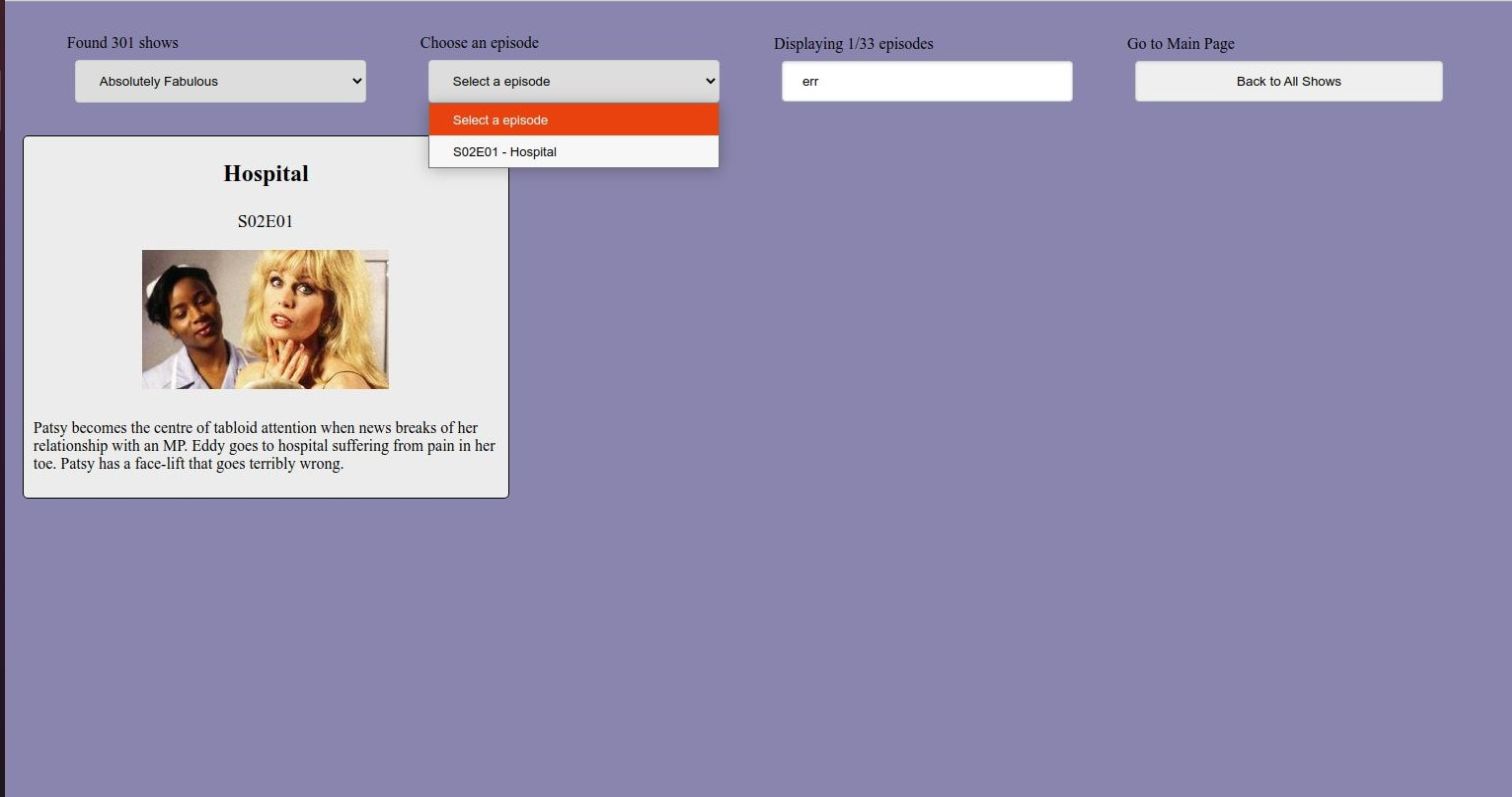 Found 301 shows
Choose an episode
Displaying 1/33 episodes
Go to Main Page
Absolutely Fabulous
Select a episode
err
Back to All Shows
Select a episode
S02E01 - Hospital
Hospital
S02E01
Patsy becomes the centre of tabloid attention when news breaks of her
relationship with an MP. Eddy goes to hospital suffering from pain in her
toe. Patsy has a face-lift that goes terribly wrong.